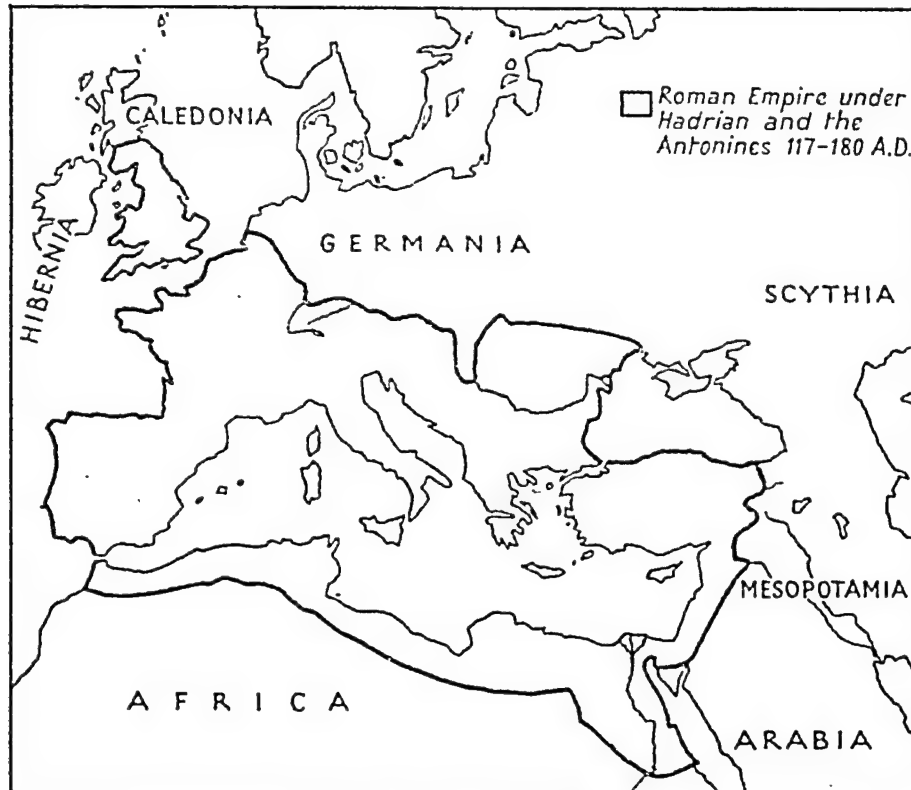 CALEDONIA
Roman Empire under
Hadrian and the
Antonines 117-180 A.D.
HIBERNIA
GERMANIA
SCYTHIA
MESOPOTAMIA
AFRICA
ARABIA